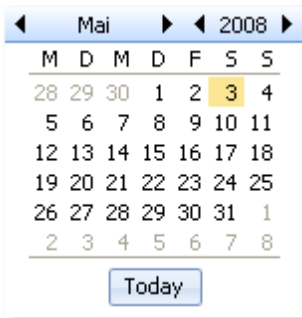 Mai 2008
M D M D F S S
28 29 30 1 2 3 4
5 6 7 8 9 10 11
12 13 14 15 16 17 18
19 20 21 22 23 24 25
26 27 28 29 30 31 1
2 3 4 5 6 7 8
Today